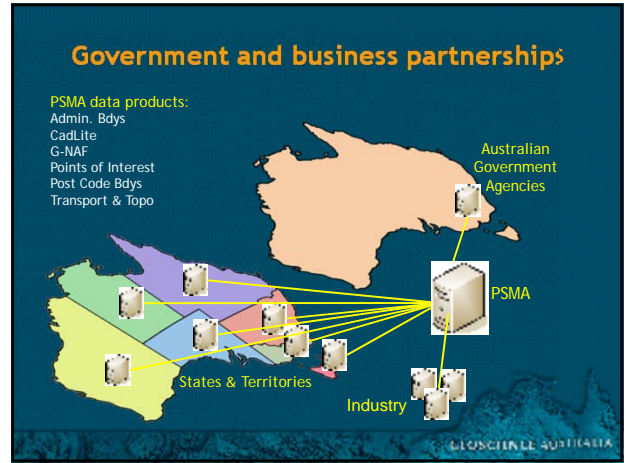 Government and business partnerships
PSMA data products:
Admin. Bdys
CadLite
G-NAF
Points of Interest
Post Code Bdys
Transport & Topo
Australian
Government
Agencies
PSMA
States & Territories
Industry
GEOSCIENCE AUSTRALIA